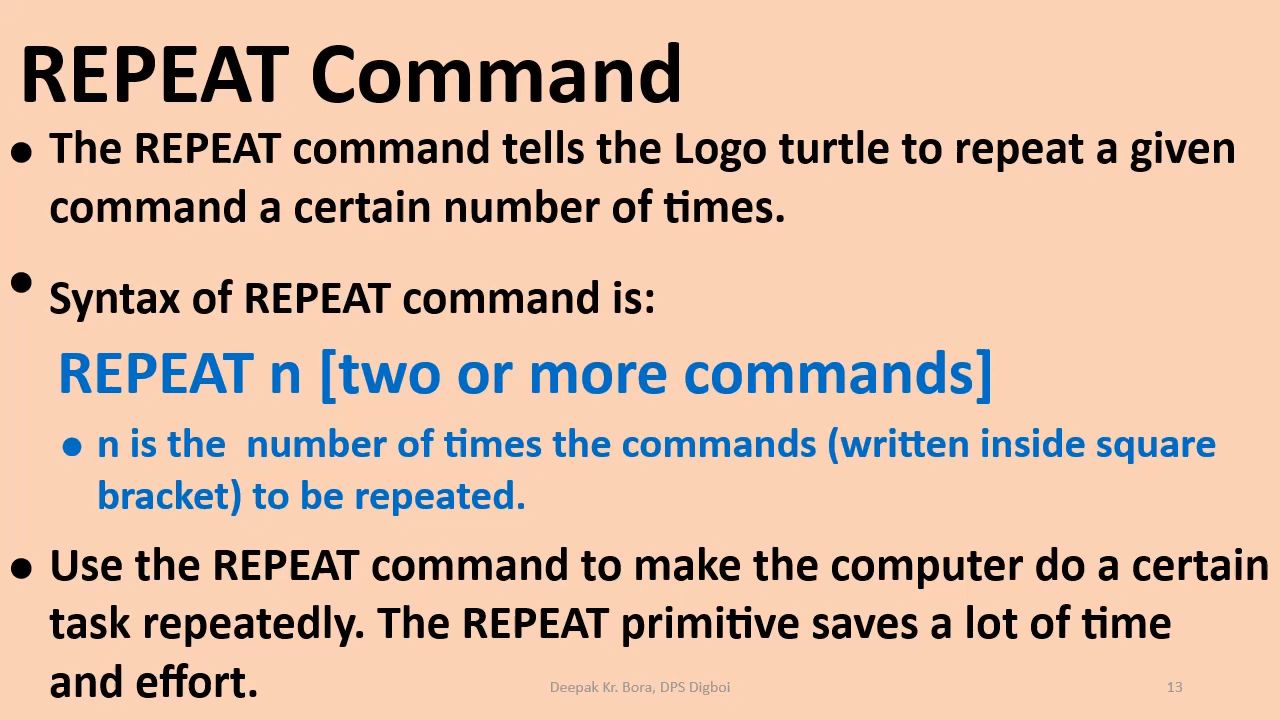 REPEAT Command
• The REPEAT command tells the Logo turtle to repeat a given
command a certain number of times.
• Syntax of REPEAT command is:
REPEAT n [two or more commands]
• n is the  number of times the commands (written inside square
bracket) to be repeated.
• Use the REPEAT command to make the computer do a certain
task repeatedly. The REPEAT primitive saves a lot of time
and effort.
Deepak Kr. Bora, DPS Digboi
13